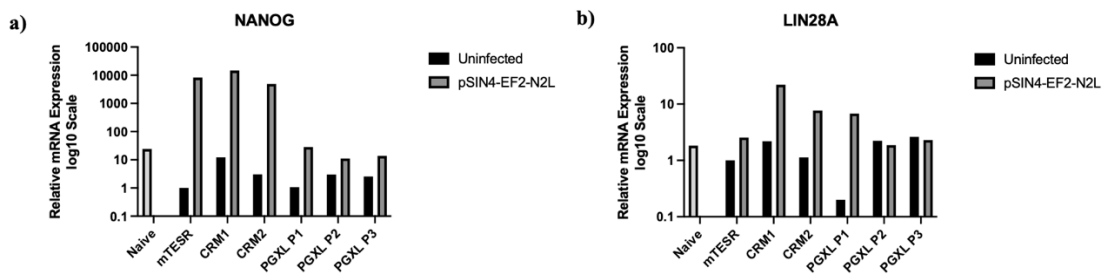 a)
NANOG
Relative mRNA Expression
log10 Scale
100000
10000
1000
100
10
1
0.1
Naive
mTESR
CRM1
CRM2
PGXL P1
PGXL P2
PGXL P3
Uninfected
pSIN4-EF2-N2L
b)
LIN28A
Relative mRNA Expression
log10 Scale
100
10
1
0.1
Naive
mTESR
CRM1
CRM2
PGXL P1
PGXL P2
PGXL P3
Uninfected
pSIN4-EF2-N2L